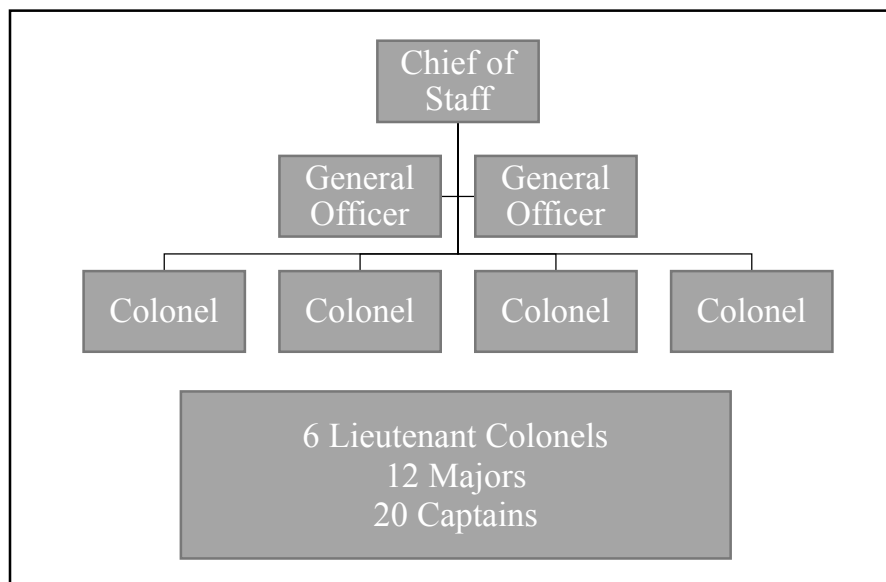 Chief of
Staff
General
Officer
General
Officer
Colonel
Colonel
Colonel
Colonel
6 Lieutenant Colonels
12 Majors
20 Captains